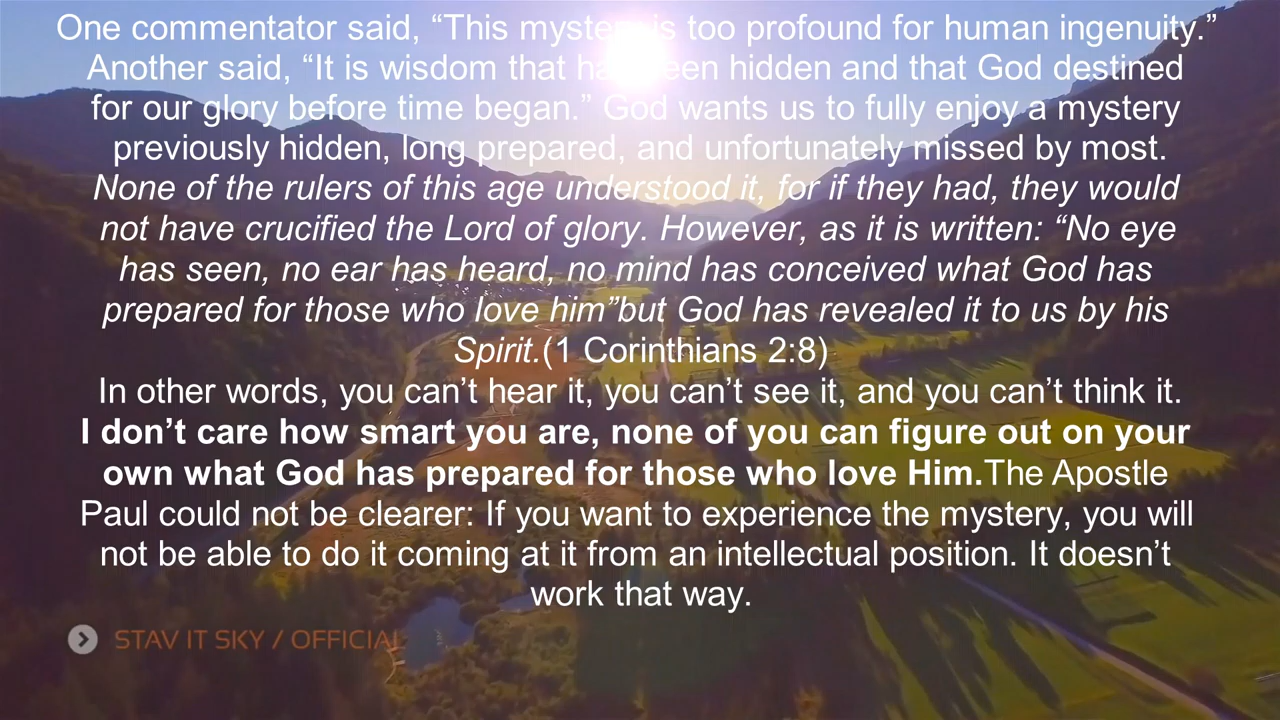 One commentator said, “This mystery is too profound for human ingenuity.”
Another said, “It is wisdom that has been hidden and that God destined
for our glory before time began.” God wants us to fully enjoy a mystery
previously hidden, long prepared, and unfortunately missed by most.
None of the rulers of this age understood it, for if they had, they would
not have crucified the Lord of glory. However, as it is written: “No eye
has seen, no ear has heard, no mind has conceived what God has
prepared for those who love him”but God has revealed it to us by his
Spirit.(1 Corinthians 2:8)
In other words, you can’t hear it, you can’t see it, and you can’t think it.
I don’t care how smart you are, none of you can figure out on your
own what God has prepared for those who love Him.The Apostle
Paul could not be clearer: If you want to experience the mystery, you will
not be able to do it coming at it from an intellectual position. It doesn’t
work that way.
STAV IT SKY / OFFICIAL